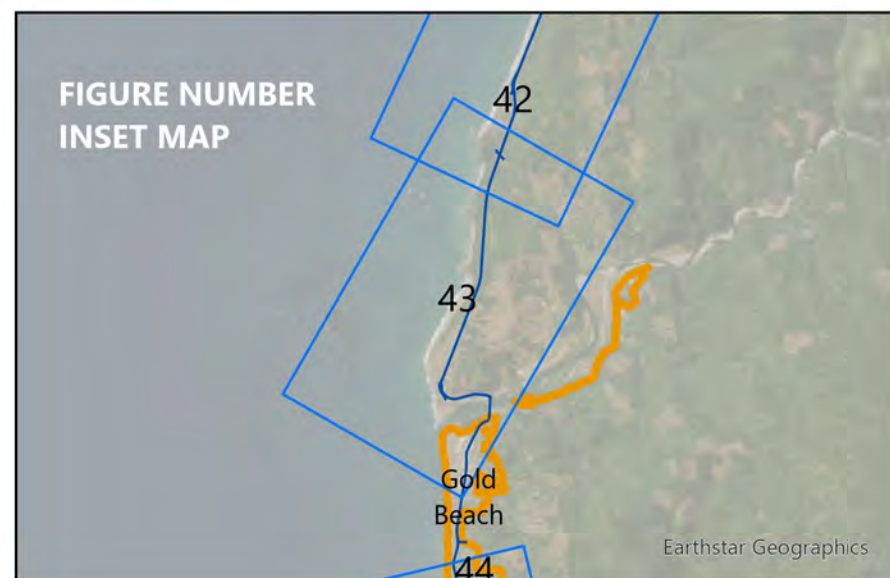 FIGURE NUMBER
INSET MAP
42
43
Gold
Beach
Earthstar Geographics
44